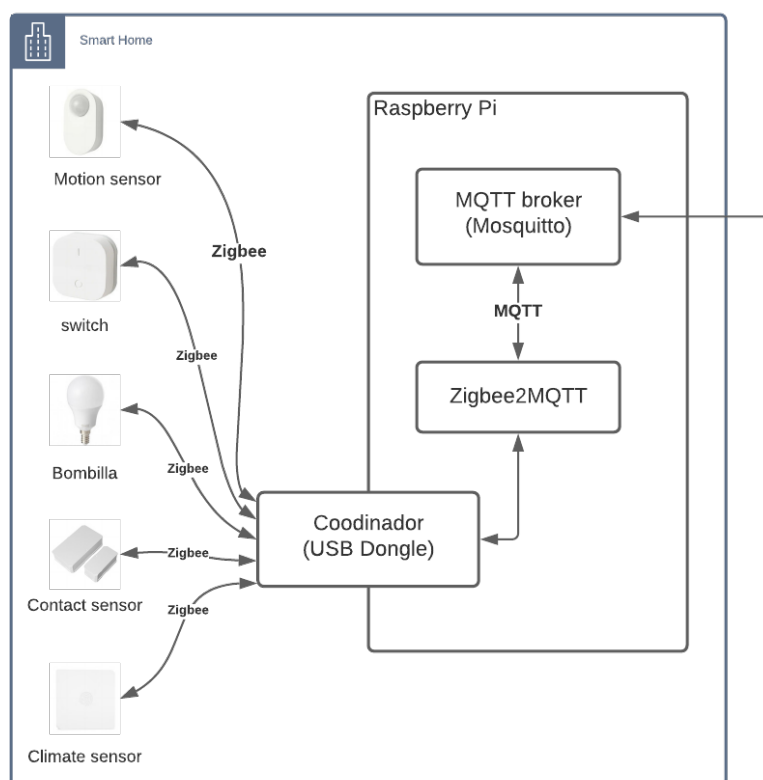 Smart Home
Raspberry Pi
Motion sensor
MQTT broker
(Mosquitto)
Zigbee
MQTT
switch
Zigbee
Zigbee2MQTT
Bombilla
Zigbee
Coodinador
(USB Dongle)
Zigbee
Contact sensor
Zigbee
Climate sensor